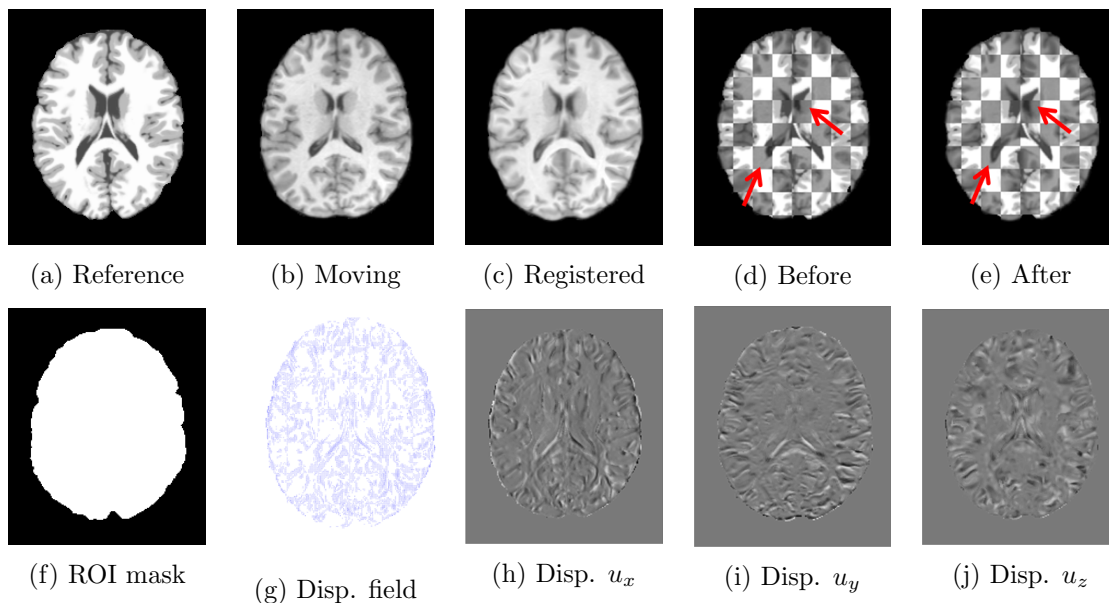 (a) Reference
(b) Moving
(c) Registered
(d) Before
(e) After
(f) ROI mask
(g) Disp. field
(h) Disp. u_x
(i) Disp. u_y
(j) Disp. u_z